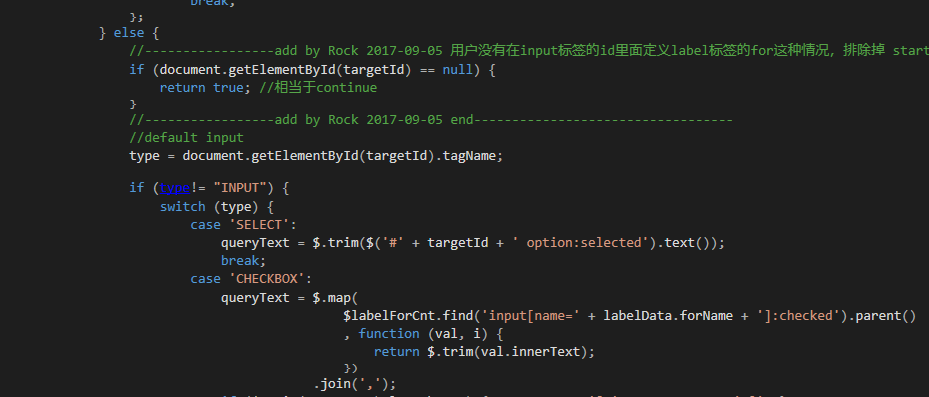 break;
};
} else {
//-----------------add by Rock 2017-09-05 用户没有在input标签的id里面定义label标签的for这种情况，排除掉 start
if (document.getElementById(targetId) == null) {
return true; //相当于continue
}
//-----------------add by Rock 2017-09-05 end----------------------------------
//default input
type = document.getElementById(targetId).tagName;
if (type!= "INPUT") {
switch (type) {
case 'SELECT':
queryText = $.trim($('#' + targetId + ' option:selected').text());
break;
case 'CHECKBOX':
queryText = $.map(
$labelForCnt.find('input[name=' + labelData.forName + ']:checked').parent()
, function (val, i) {
return $.trim(val.innerText);
})
.join(',');